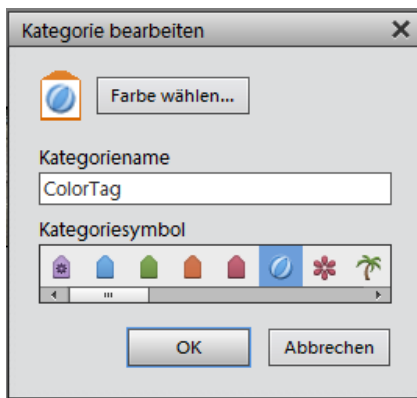 Kategorie bearbeiten
Farbe wählen...
Kategoriename
ColorTag
Kategoriesymbol
OK
Abbrechen